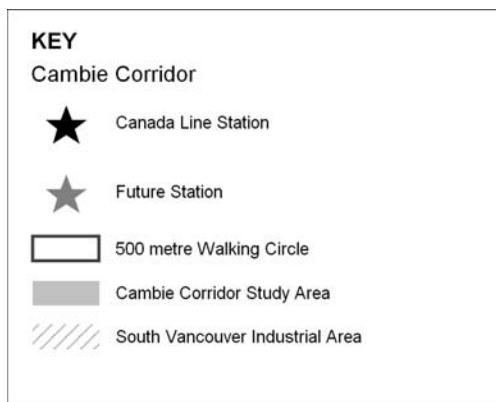 KEY
Cambie Corridor
Canada Line Station
Future Station
500 metre Walking Circle
Cambie Corridor Study Area
South Vancouver Industrial Area